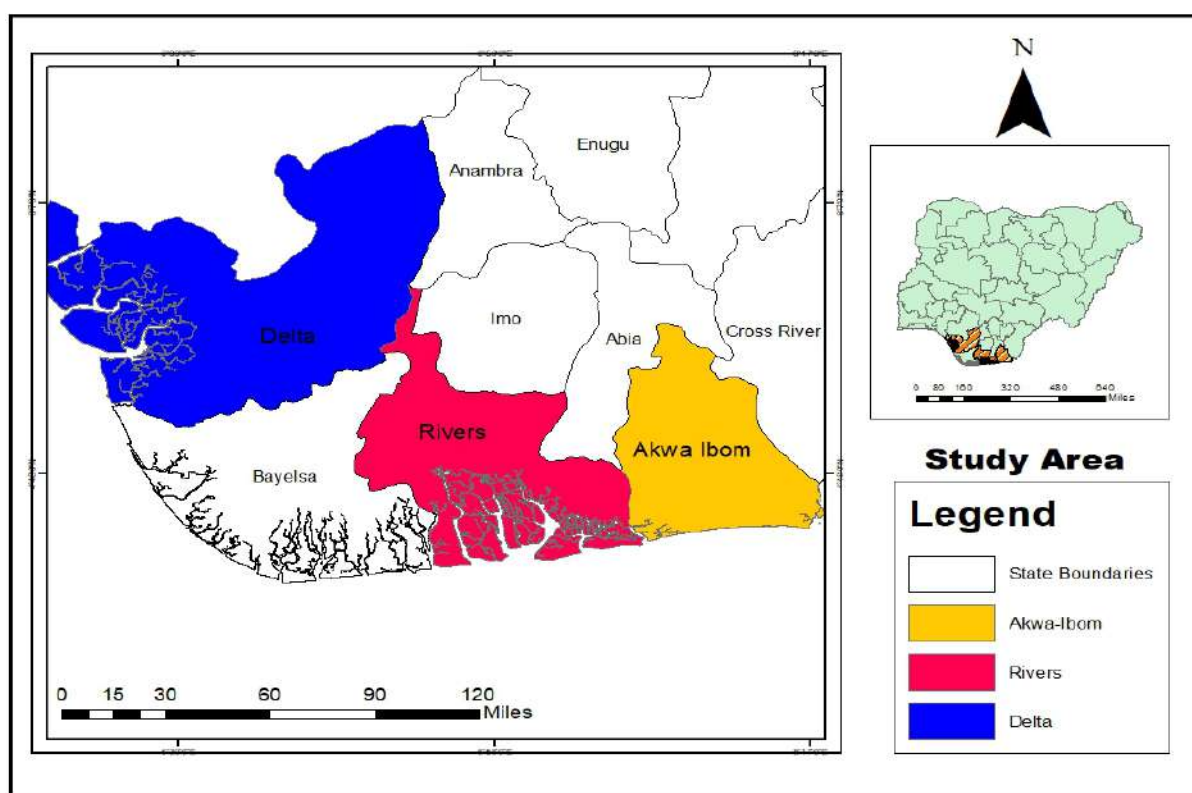 N
Enugu
Anambra
Delta
Imo
Abia
Cross River
Rivers
Akwa Ibom
Bayelsa
0 15 30 60 90 120
Miles
0 80 160 320 480 640
Miles
Study Area
Legend
State Boundaries
Akwa-Ibom
Rivers
Delta